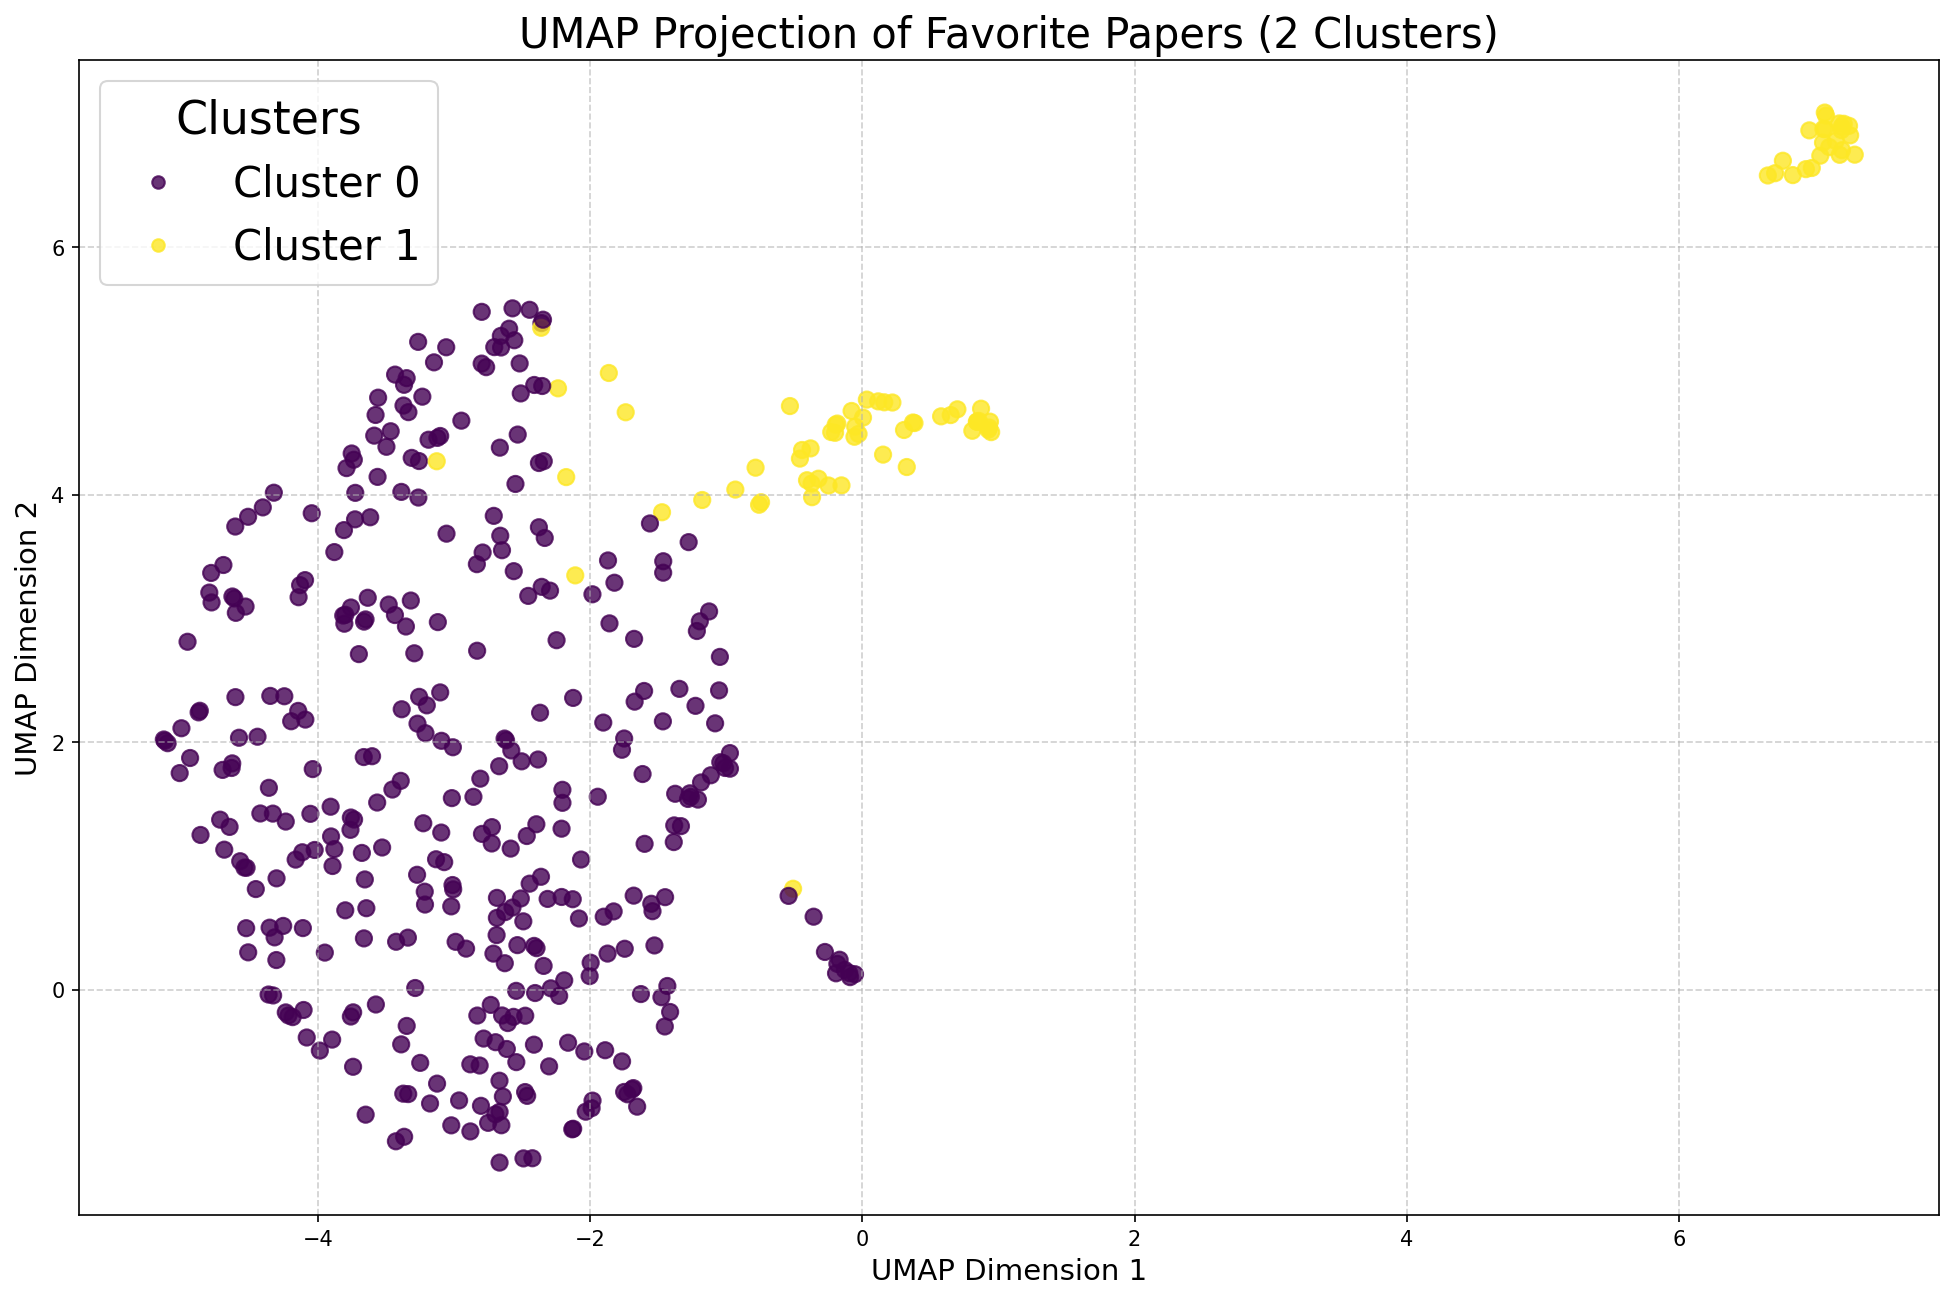 UMAP Projection of Favorite Papers (2 Clusters)
Clusters
Cluster 0
Cluster 1
UMAP Dimension 2
6
4
2
0
−4
−2
0
2
4
6
UMAP Dimension 1